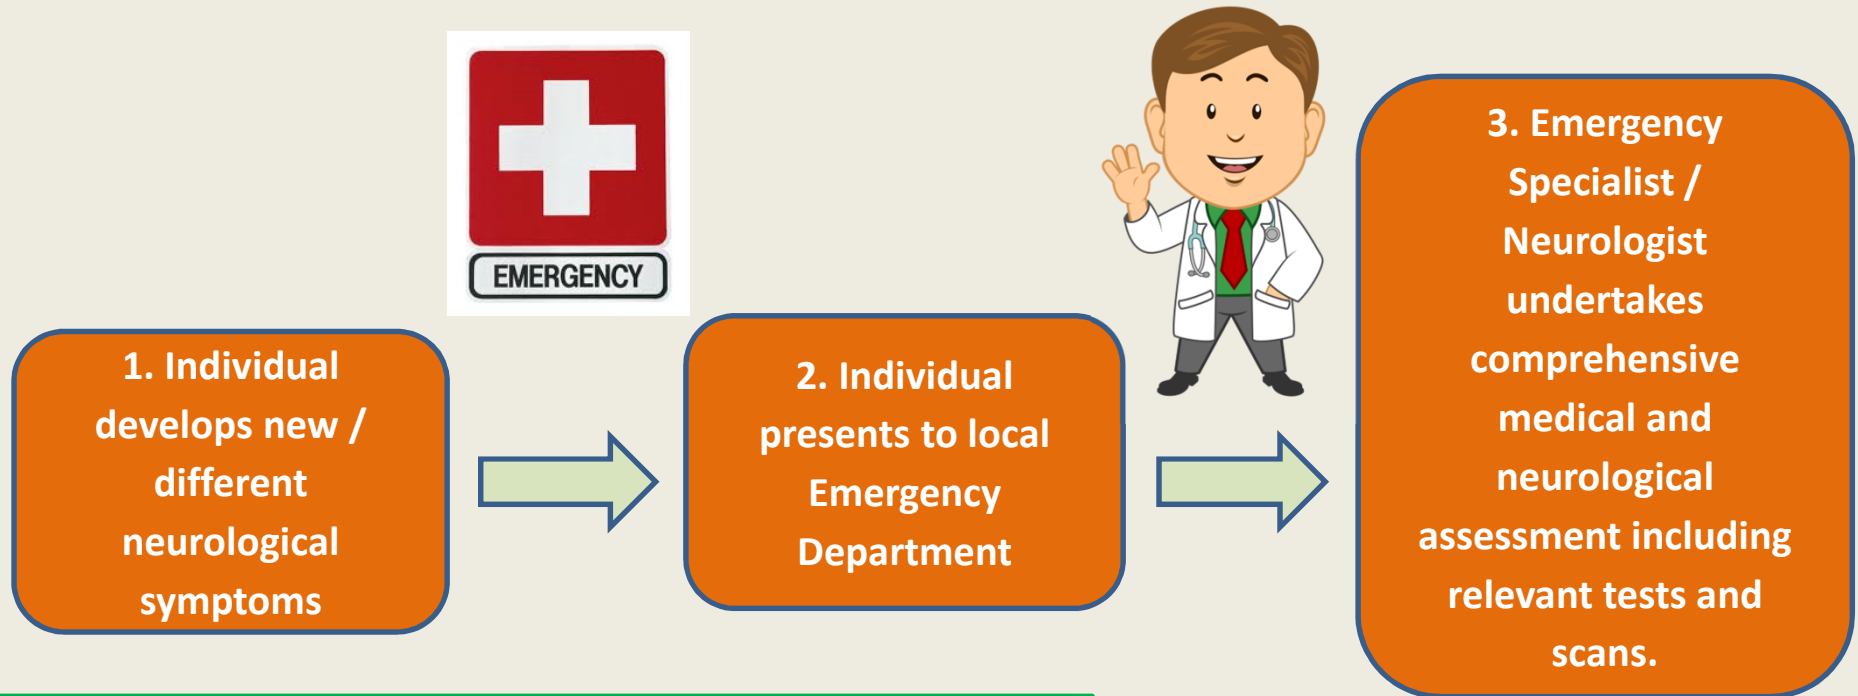 EMERGENCY
1. Individual
develops new /
different
neurological
symptoms
2. Individual
presents to local
Emergency
Department
3. Emergency
Specialist /
Neurologist
undertakes
comprehensive
medical and
neurological
assessment including
relevant tests and
scans.